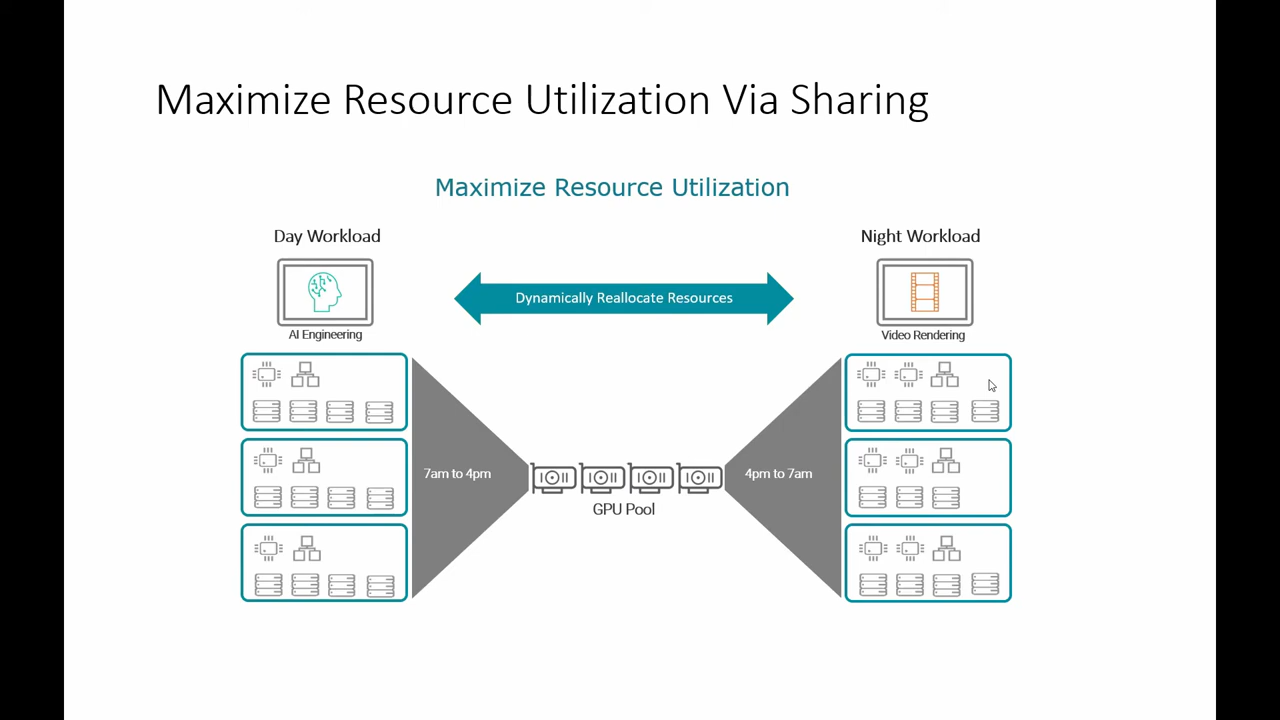 Maximize Resource Utilization Via Sharing
Maximize Resource Utilization
Day Workload
Night Workload
Dynamically Reallocate Resources
AI Engineering
Video Rendering
7am to 4pm
4pm to 7am
GPU Pool